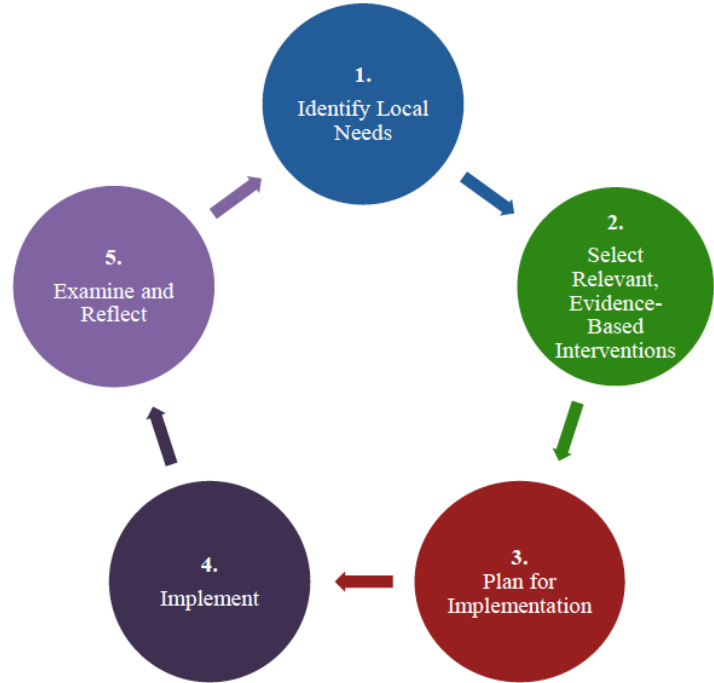 1.
Identify Local
Needs
2.
Select
Relevant,
Evidence-
Based
Interventions
3.
Plan for
Implementation
4.
Implement
5.
Examine and
Reflect